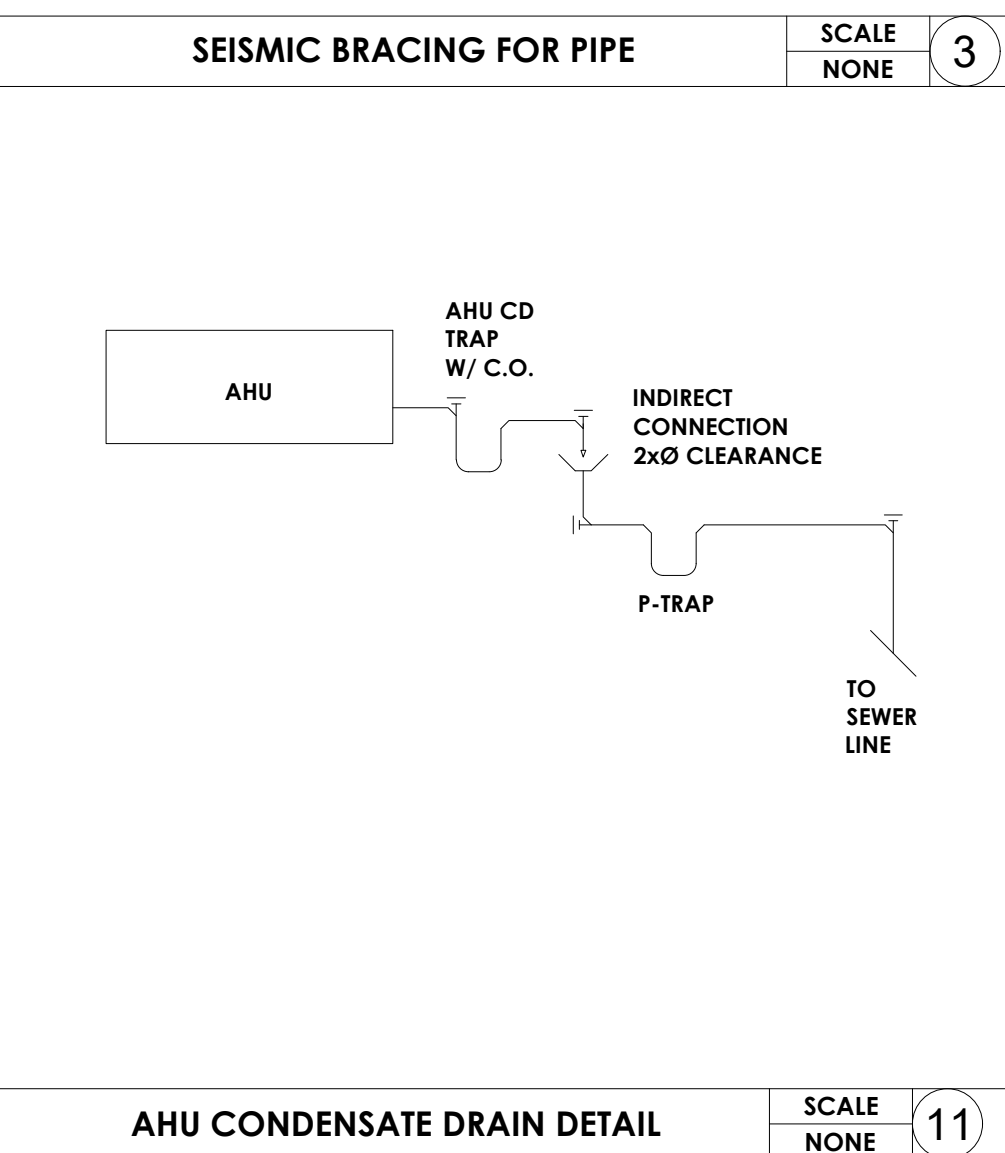 SEISMIC BRACING FOR PIPE
SCALE
NONE
3
AHU CD
TRAP
W/ C.O.
AHU
INDIRECT
CONNECTION
2xØ CLEARANCE
P-TRAP
TO
SEWER
LINE
AHU CONDENSATE DRAIN DETAIL
SCALE
NONE
11